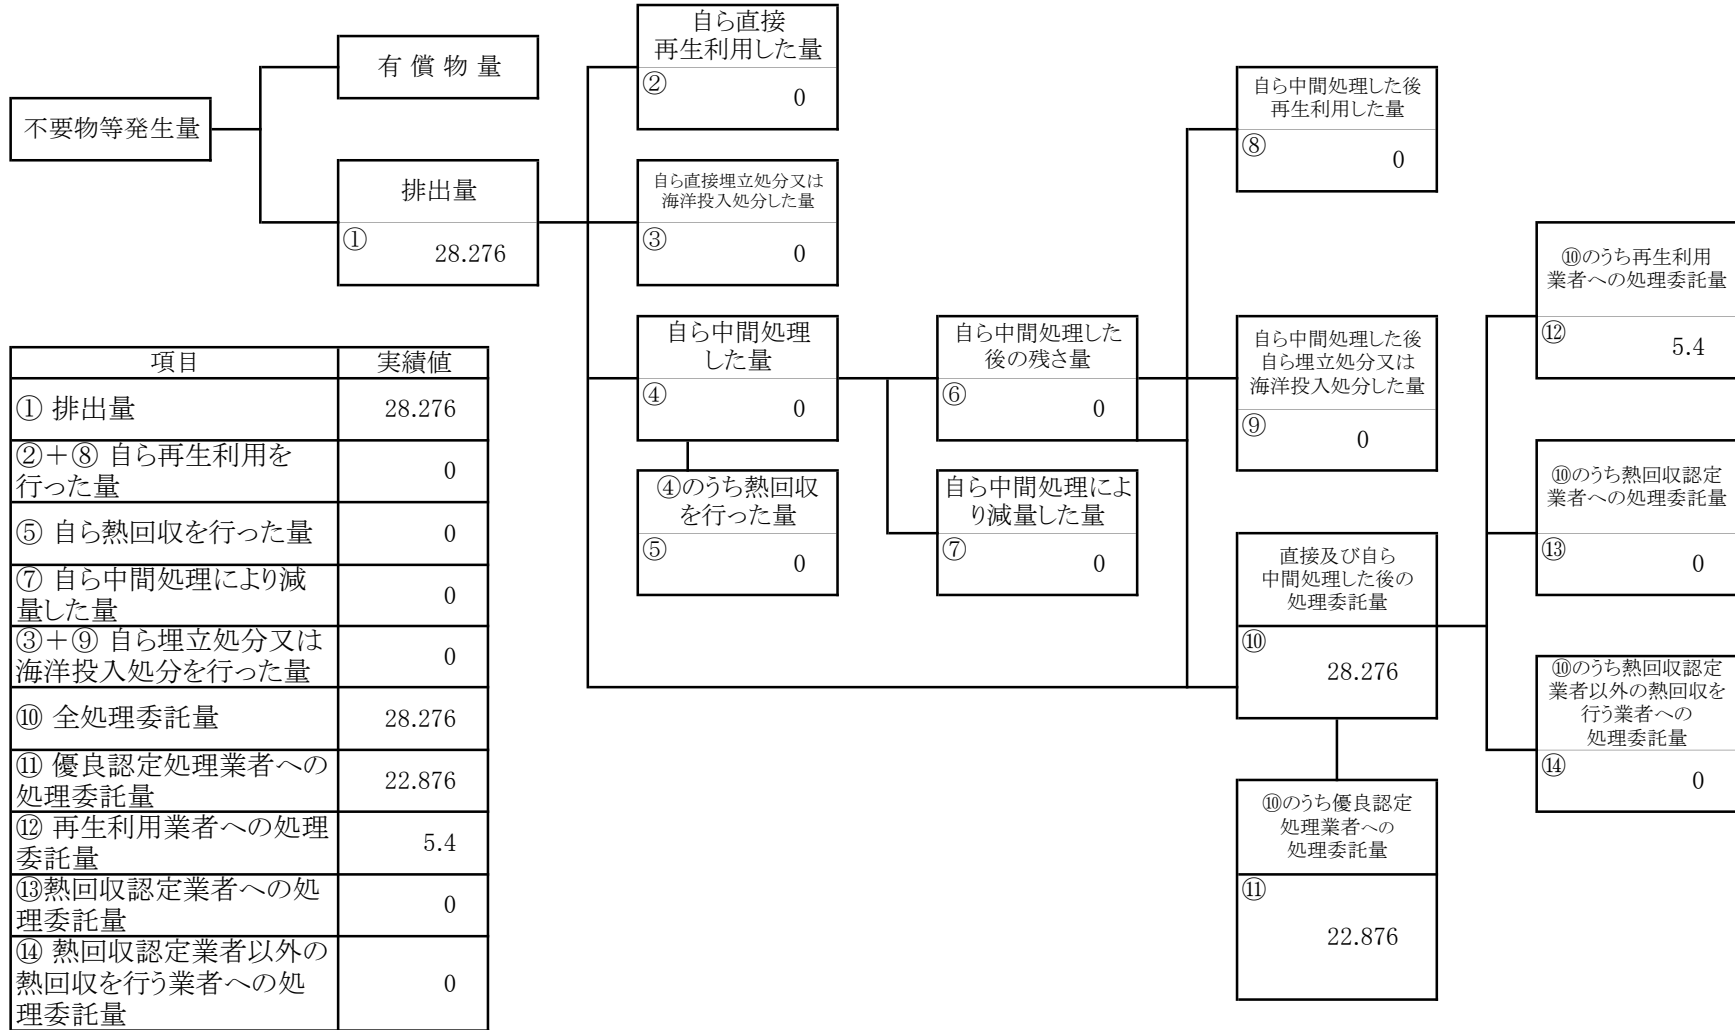 不要物等発生量
有償物量
排出量
①
28.276
自ら直接
再生利用した量
②
0
自ら直接埋立処分又は
海洋投入処分した量
③
0
自ら中間処理
した量
④
0
④のうち熱回収
を行った量
⑤
0
自ら中間処理した
後の残さ量
⑥
0
自ら中間処理によ
り減量した量
⑦
0
自ら中間処理した後
再生利用した量
⑧
0
自ら中間処理した後
自ら埋立処分又は
海洋投入処分した量
⑨
0
直接及び自ら
中間処理した後の
処理委託量
⑩
28.276
⑩のうち優良認定
処理業者への
処理委託量
⑪
22.876
⑩のうち再生利用
業者への処理委託量
⑫
5.4
⑩のうち熱回収認定
業者への処理委託量
⑬
0
⑩のうち熱回収認定
業者以外の熱回収を
行う業者への
処理委託量
⑭
0
項目 実績値
① 排出量 28.276
②＋⑧ 自ら再生利用を
行った量 0
⑤ 自ら熱回収を行った量 0
⑦ 自ら中間処理により減
量した量 0
③＋⑨ 自ら埋立処分又は
海洋投入処分を行った量 0
⑩ 全処理委託量 28.276
⑪ 優良認定処理業者への
処理委託量 22.876
⑫ 再生利用業者への処理
委託量 5.4
⑬熱回収認定業者への処
理委託量 0
⑭ 熱回収認定業者以外の
熱回収を行う業者への処
理委託量 0